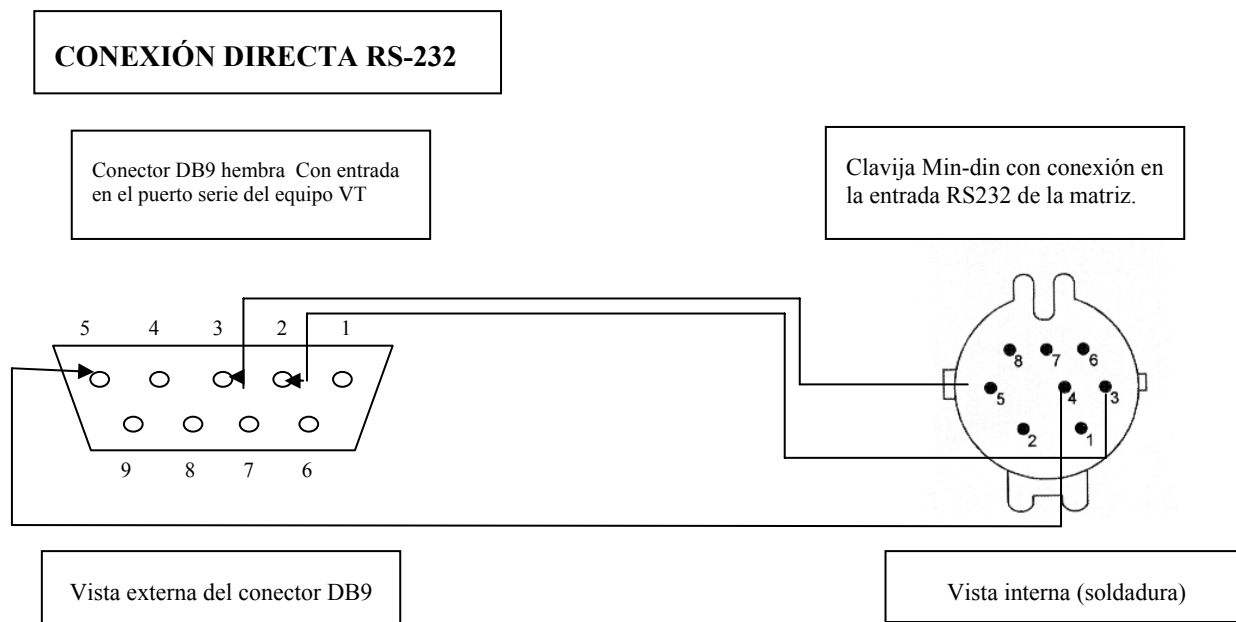 CONEXIÓN DIRECTA RS-232
Conector DB9 hembra Con entrada
en el puerto serie del equipo VT
Clavija Min-din con conexión en
la entrada RS232 de la matriz.
5 4 3 2 1
9 8 7 6
8 7 6
5 4 3
2 1
Vista externa del conector DB9
Vista interna (soldadura)